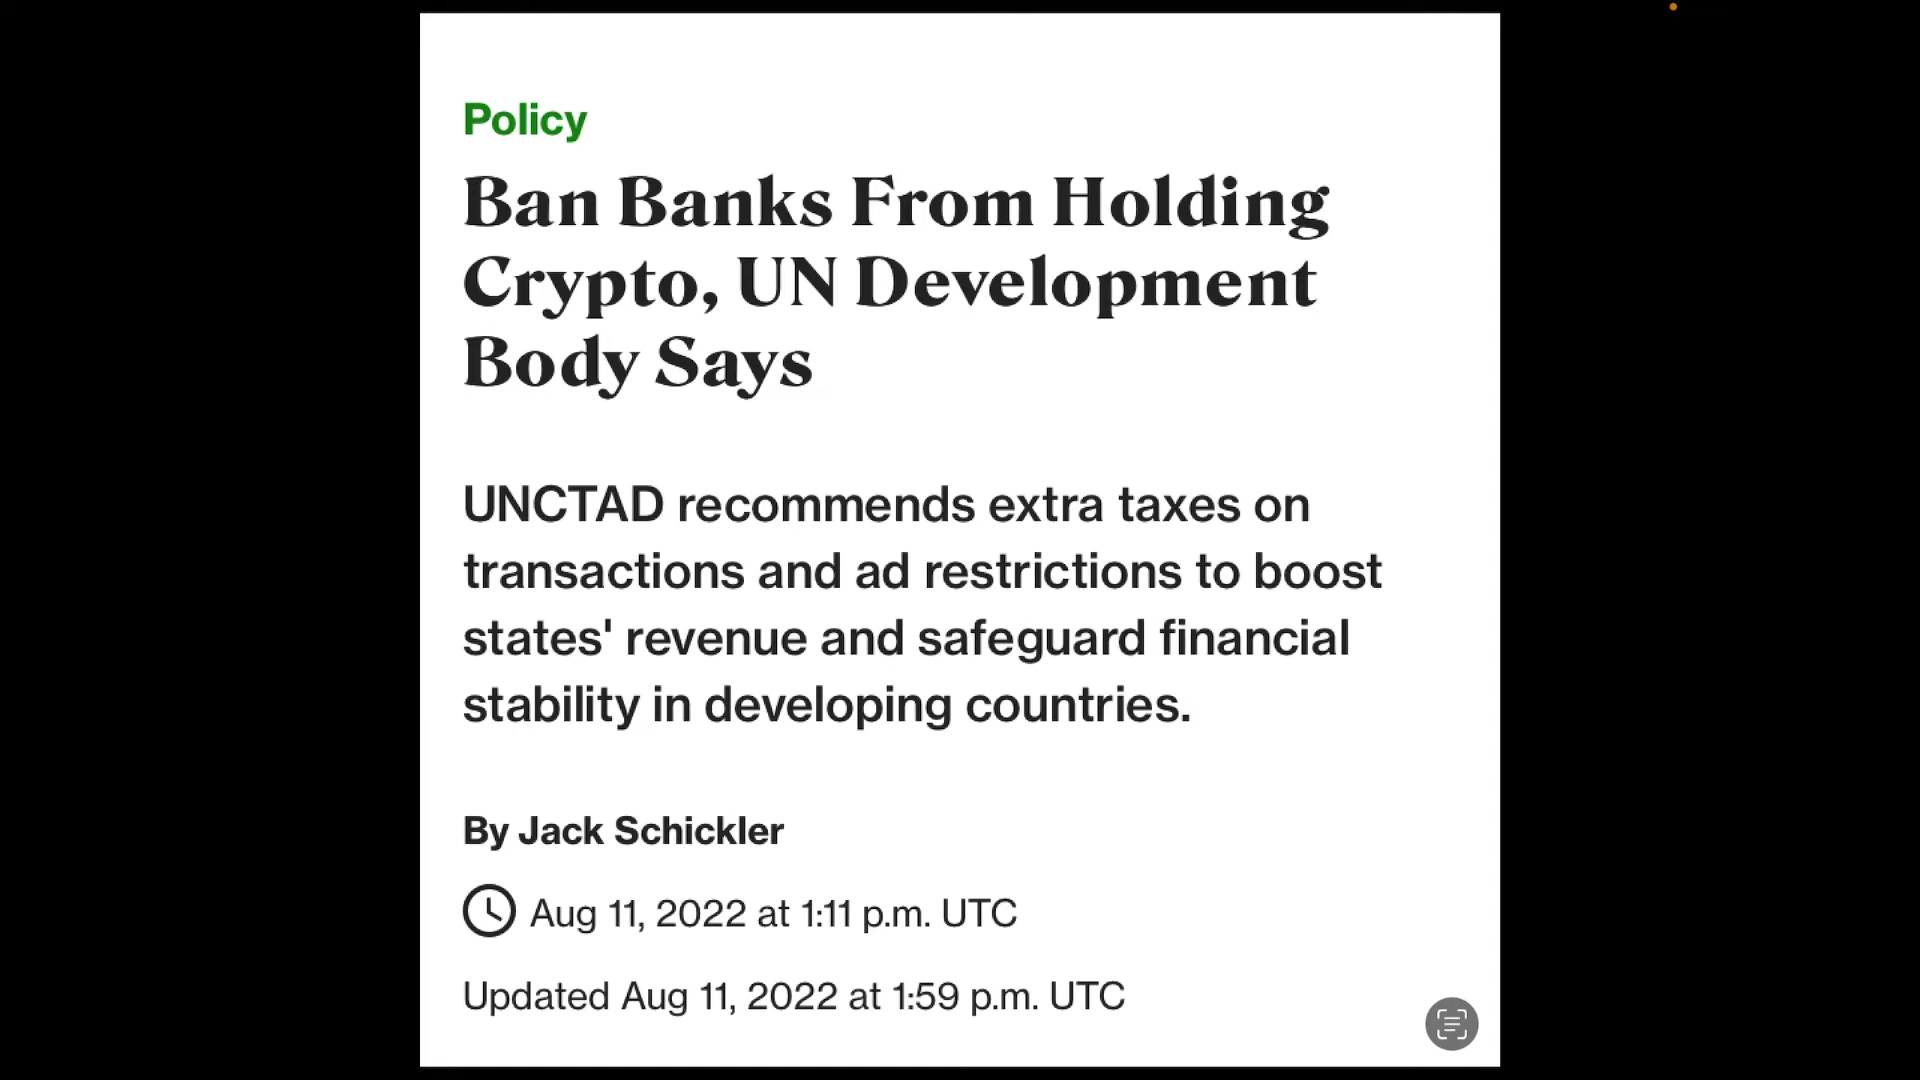 Policy
Ban Banks From Holding
Crypto, UN Development
Body Says
UNCTAD recommends extra taxes on
transactions and ad restrictions to boost
states' revenue and safeguard financial
stability in developing countries.
By Jack Schickler
Aug 11, 2022 at 1:11 p.m. UTC
Updated Aug 11, 2022 at 1:59 p.m. UTC